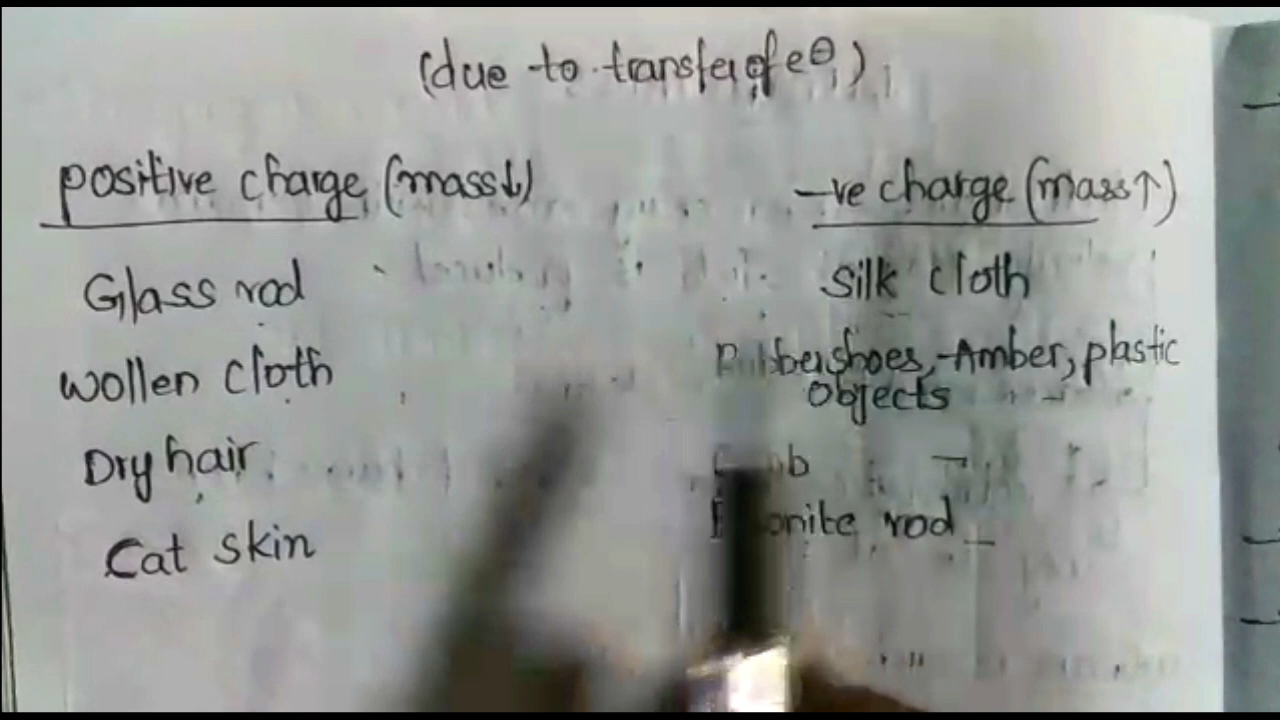 (due to transfer of e⊖)
positive charge (mass↓)
-ve charge (mass↑)
Glass rod
silk cloth
wollen cloth
shoes, Amber, plastic
objects
Dry hair
Cat skin
rod